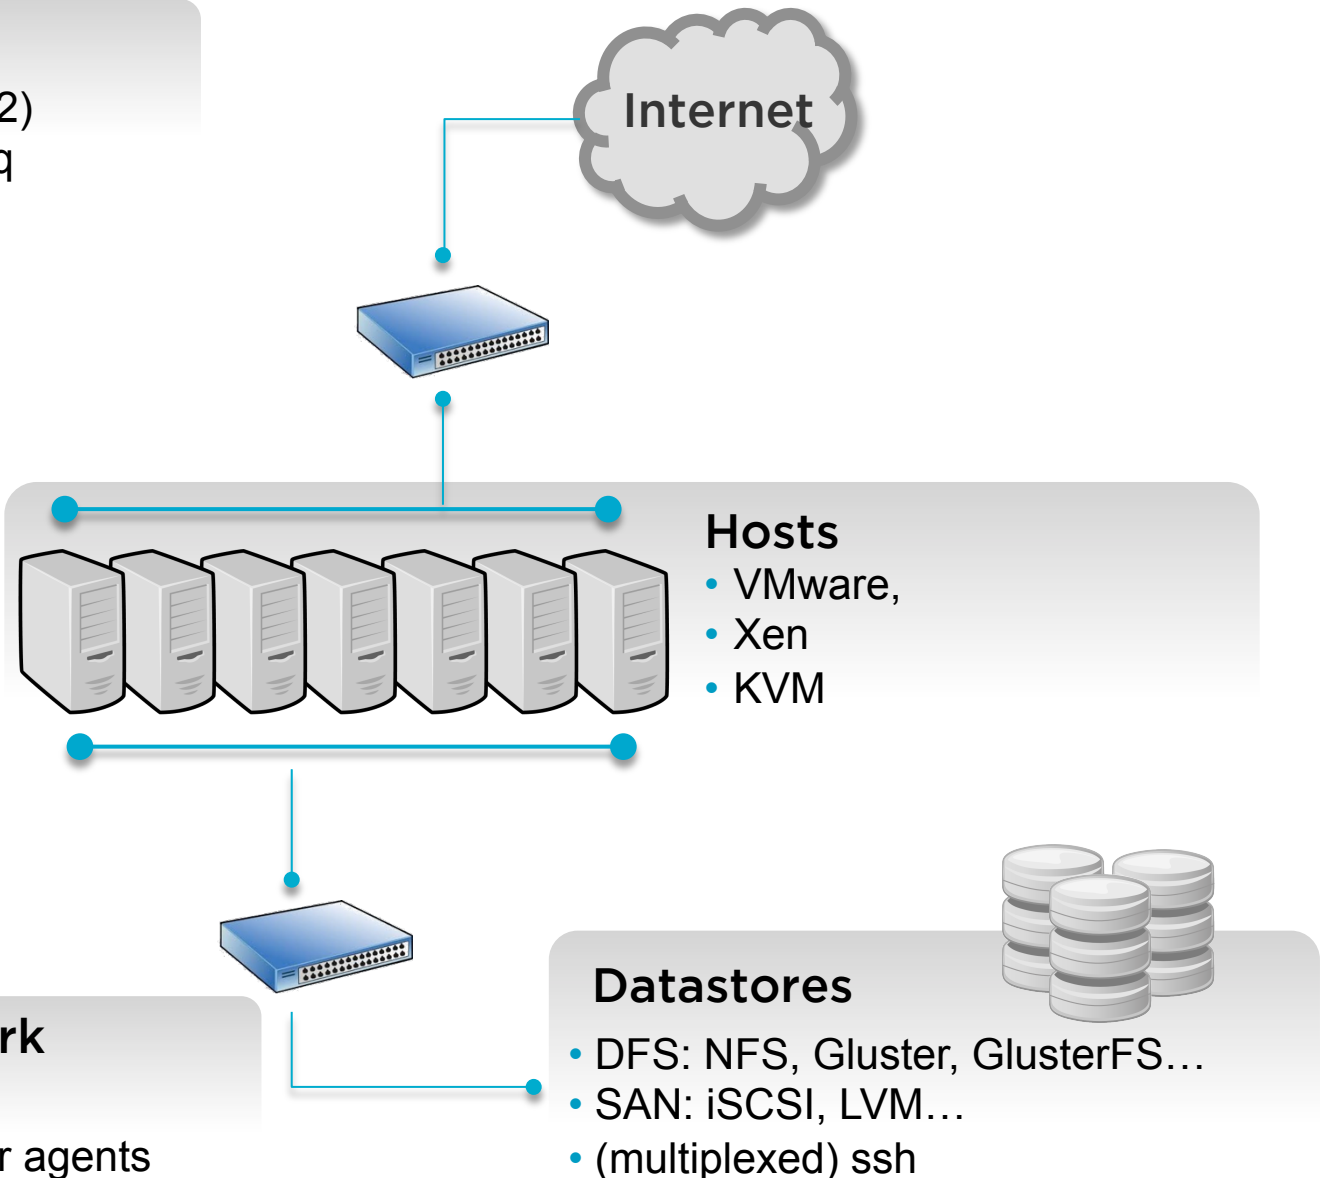 2)
q
Internet
Hosts
• VMware,
• Xen
• KVM
Datastores
• DFS: NFS, Gluster, GlusterFS…
• SAN: iSCSI, LVM…
• (multiplexed) ssh
rk
r agents